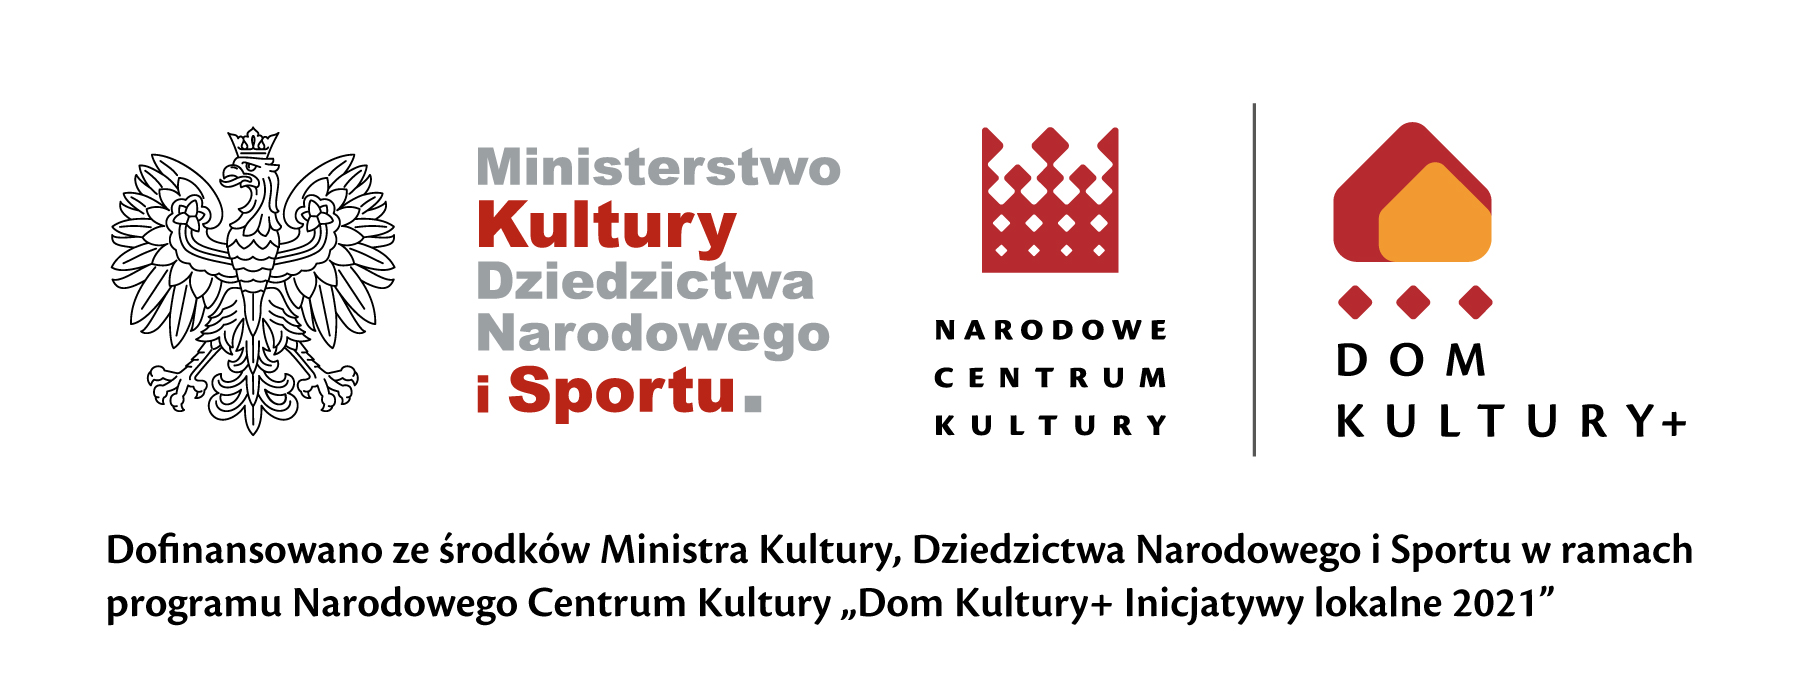 Ministerstwo
Kultury
Dziedzictwa
Narodowego
i Sportu.
NARODOWE
CENTRUM
KULTURY
DOM
KULTURY+
Dofinansowano ze środków Ministra Kultury, Dziedzictwa Narodowego i Sportu w ramach
programu Narodowego Centrum Kultury „Dom Kultury+ Inicjatywy lokalne 2021”